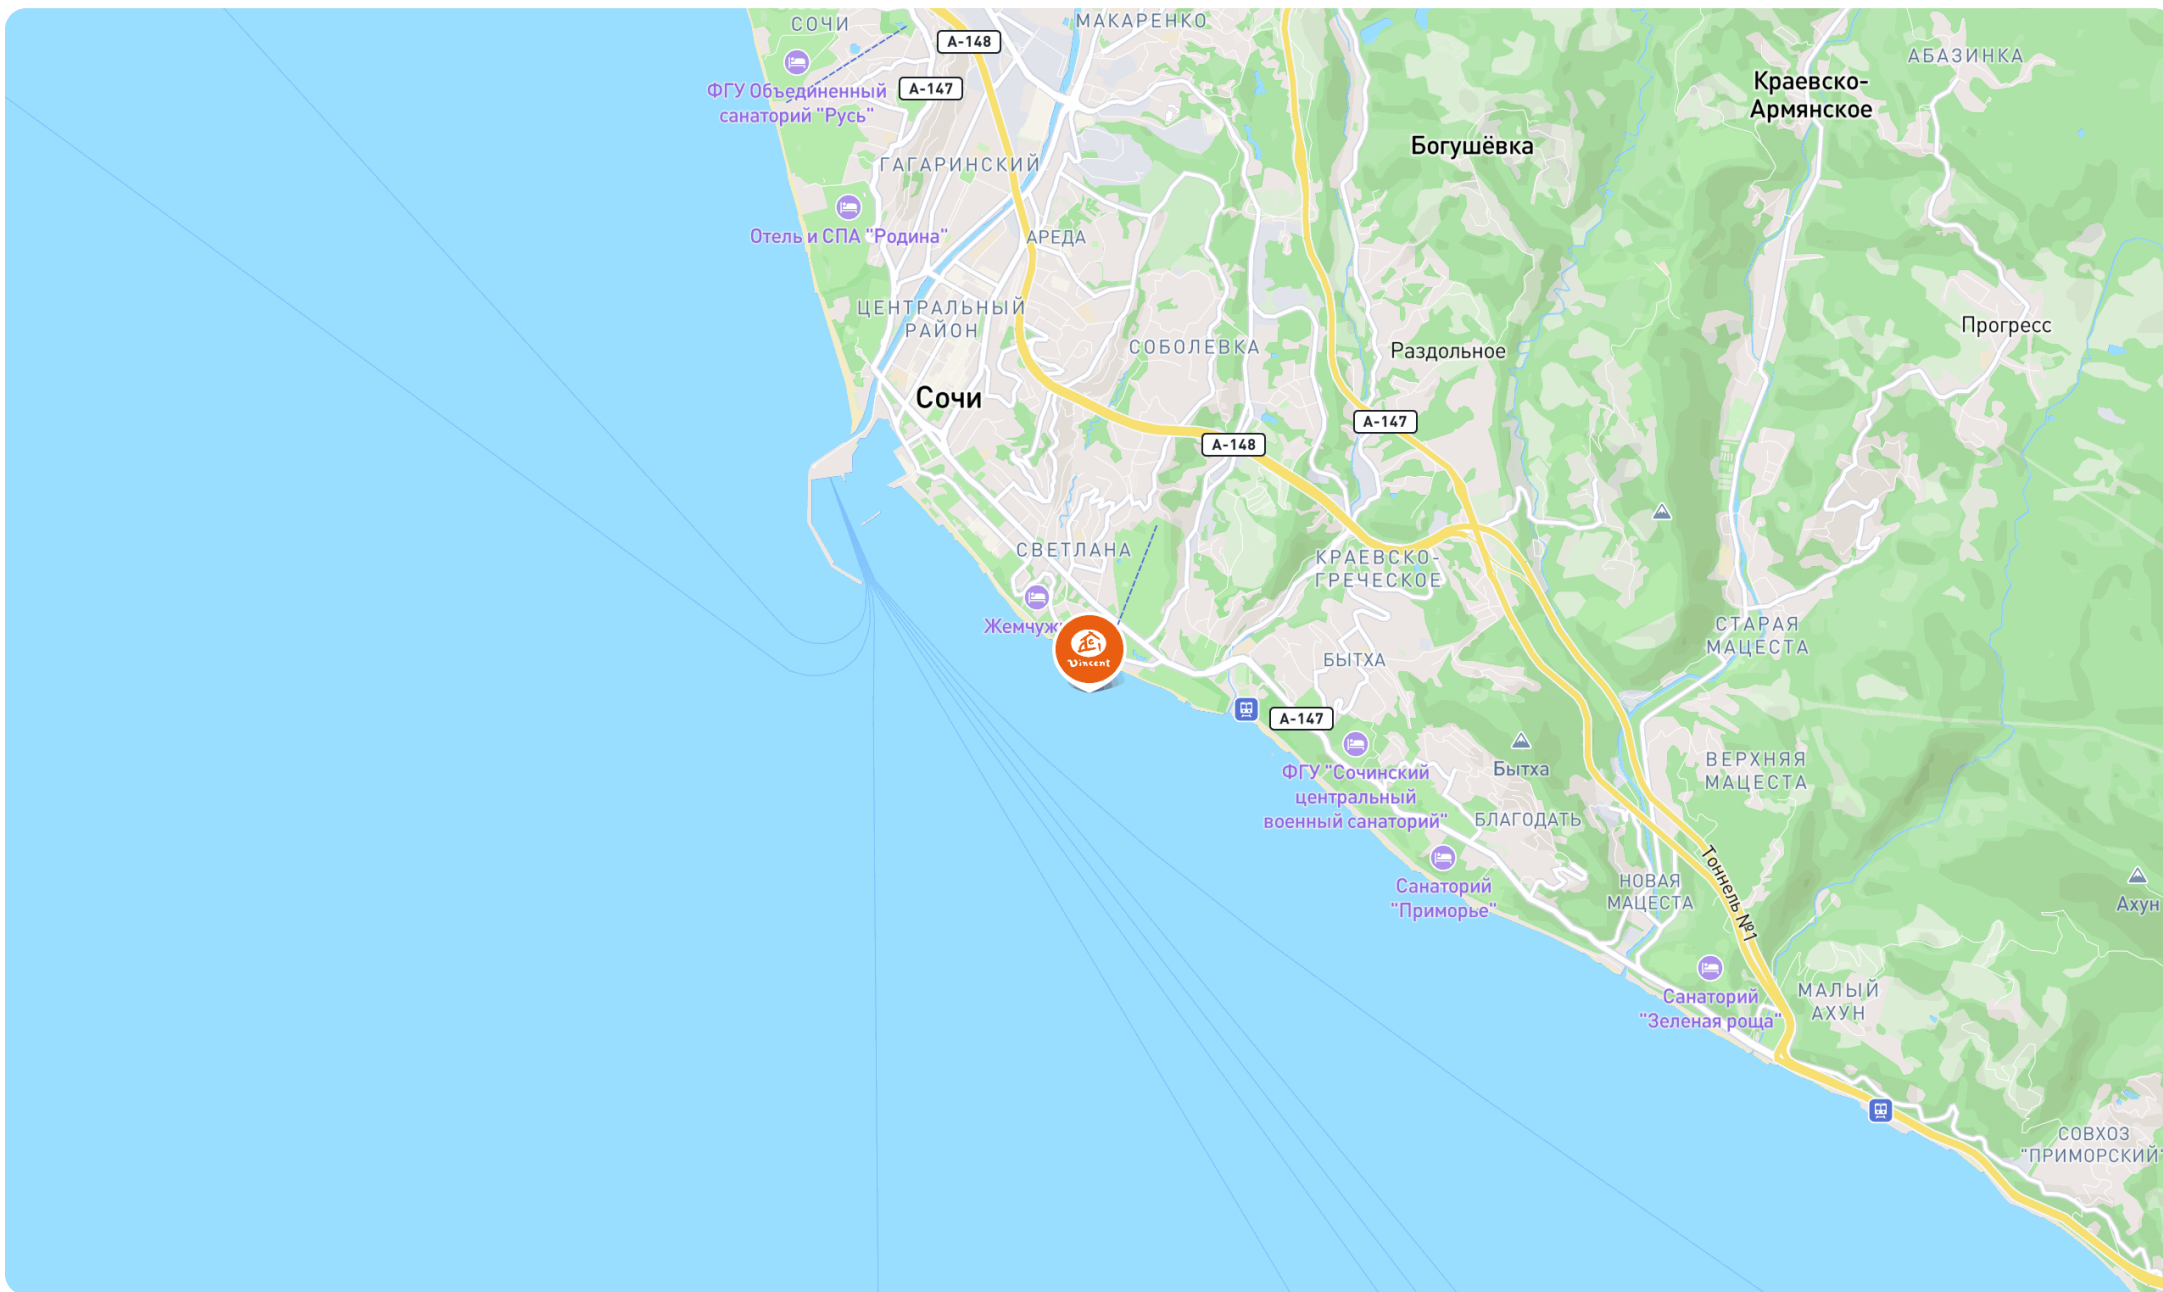 СОЧИ
МАКАРЕНКО
А-148
АБАЗИНКА
Краевско-
Армянское
А-147
ФГУ Объединенный
санаторий "Русь"
Богушёвка
ГАГАРИНСКИЙ
Отель и СПА "Родина"
АРЕДА
ЦЕНТРАЛЬНЫЙ
РАЙОН
Прогресс
СОБОЛЕВКА
Раздольное
Сочи
А-147
А-148
СВЕТЛАНА
КРАЕВСКО-
ГРЕЧЕСКОЕ
Жемчуж
Vincent
СТАРАЯ
МАЦЕСТА
БЫТХА
А-147
ФГУ "Сочинский
центральный
военный санаторий"
Бытха
ВЕРХНЯЯ
МАЦЕСТА
БЛАГОДАТЬ
Санаторий
"Приморье"
НОВАЯ
МАЦЕСТА
Тоннель №1
Ахун
Санаторий
"Зеленая роща"
МАЛЫЙ
АХУН
СОВХОЗ
"ПРИМОРСКИЙ"